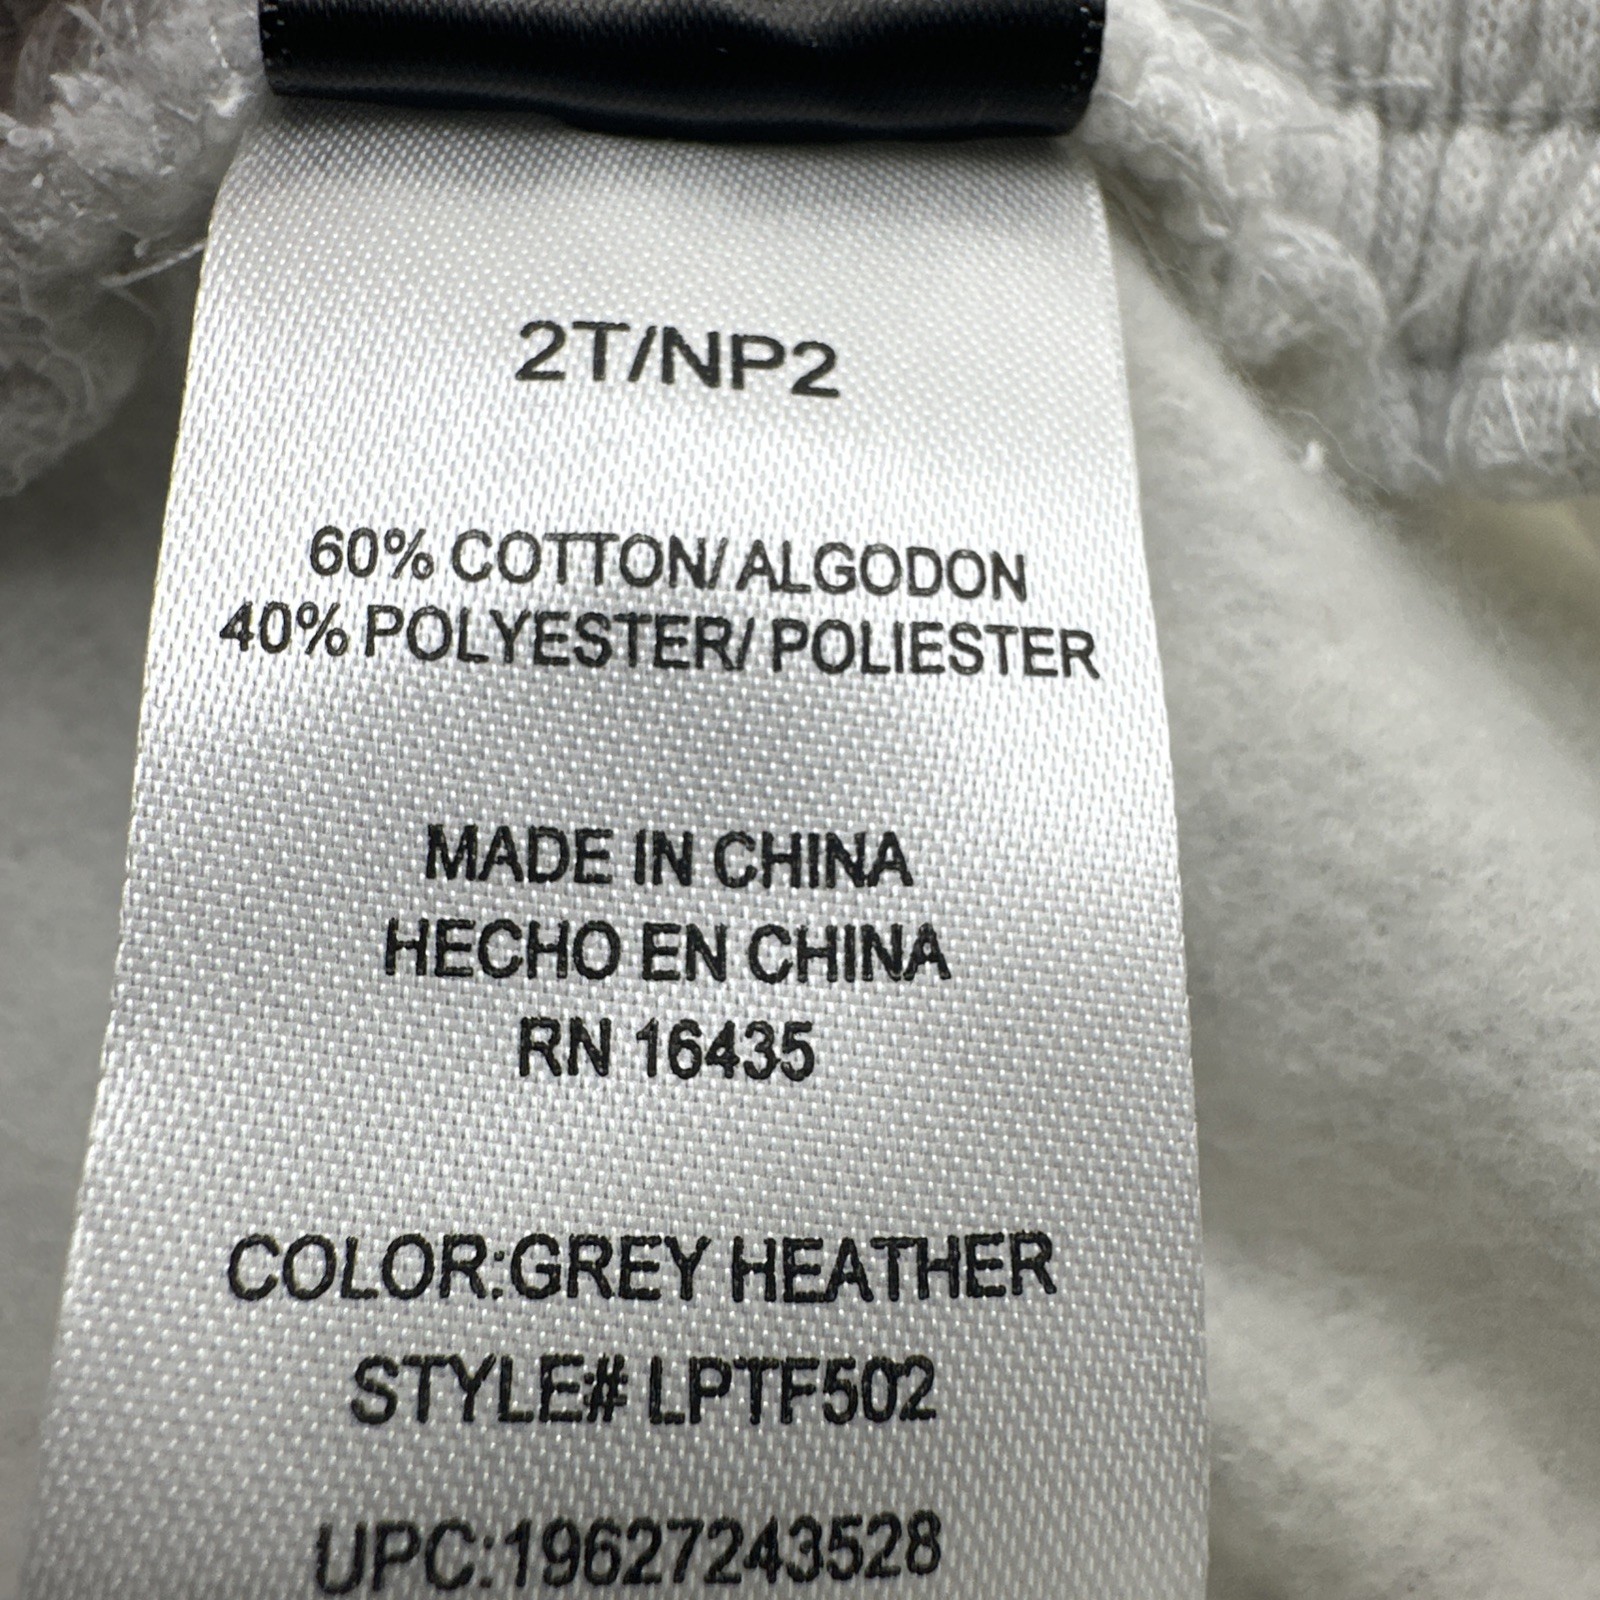 2T/NP2
60% COTTON/ ALGODON
40% POLYESTER/ POLIESTER
MADE IN CHINA
HECHO EN CHINA
RN 16435
COLOR:GREY HEATHER
STYLE# LPTF502
UPC:19627243528